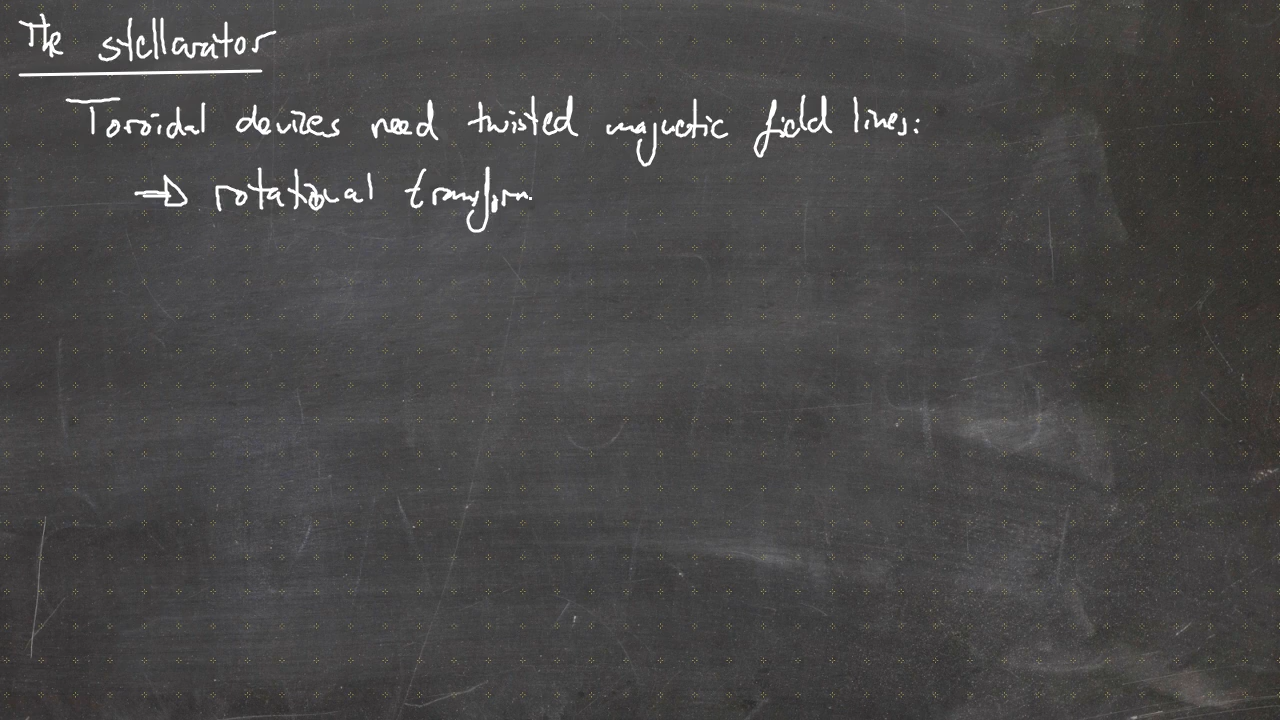 The stellarator
Toroidal devices need twisted magnetic field lines:
⇒ rotational transform